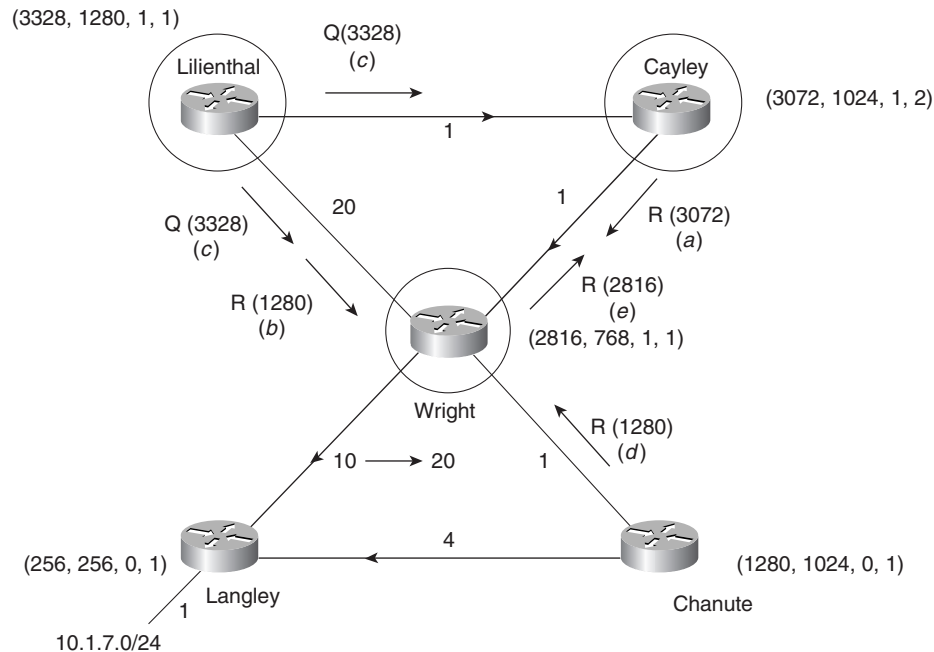 (3328, 1280, 1, 1)
Q(3328)
(c)
Lilienthal
Cayley
(3072, 1024, 1, 2)
1
20
1
Q (3328)
(c)
R (3072)
(a)
R (1280)
(b)
R (2816)
(e)
(2816, 768, 1, 1)
Wright
R (1280)
(d)
10
20
1
4
(256, 256, 0, 1)
Langley
(1280, 1024, 0, 1)
Chanute
1
10.1.7.0/24